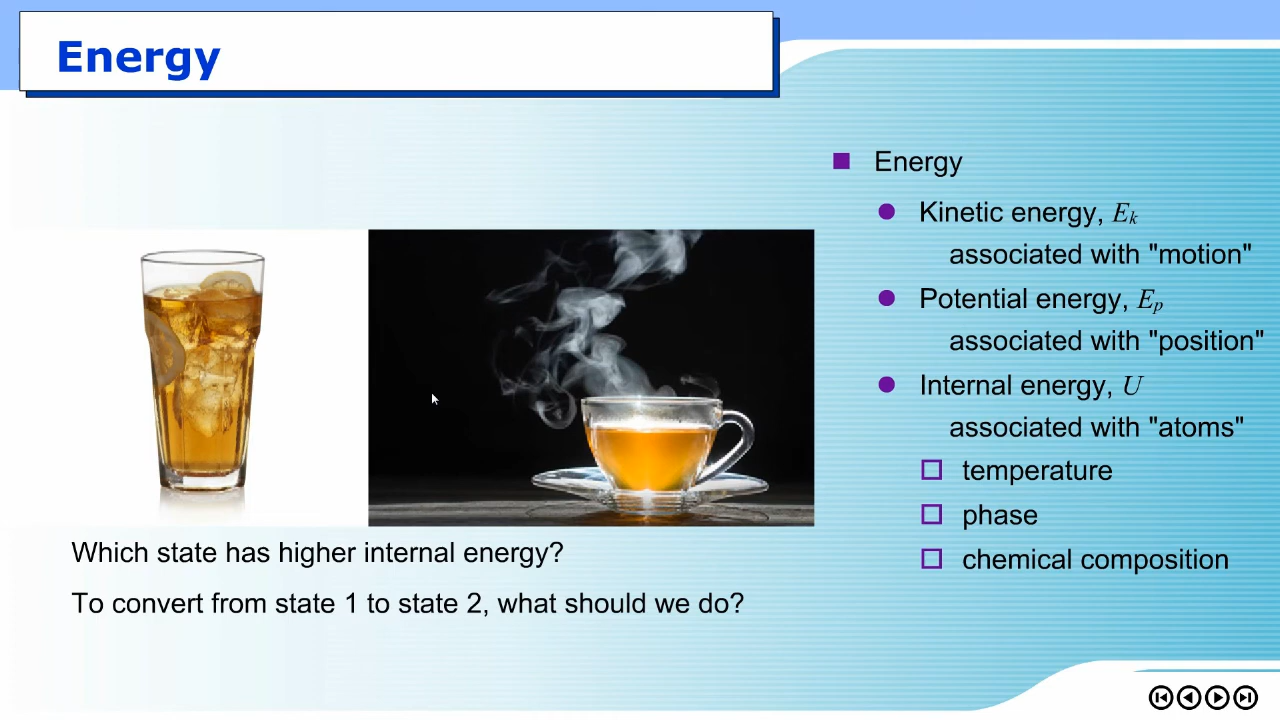 Energy
Energy
Kinetic energy, Ek
associated with "motion"
Potential energy, Ep
associated with "position"
Internal energy, U
associated with "atoms"
temperature
phase
chemical composition
Which state has higher internal energy?
To convert from state 1 to state 2, what should we do?